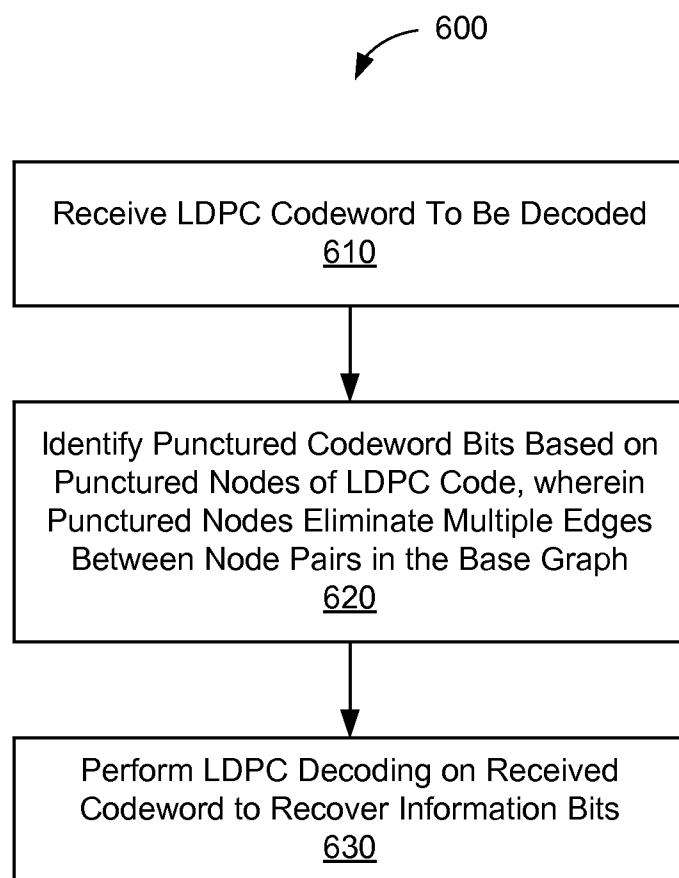 600
Receive LDPC Codeword To Be Decoded
610
Identify Punctured Codeword Bits Based on
Punctured Nodes of LDPC Code, wherein
Punctured Nodes Eliminate Multiple Edges
Between Node Pairs in the Base Graph
620
Perform LDPC Decoding on Received
Codeword to Recover Information Bits
630